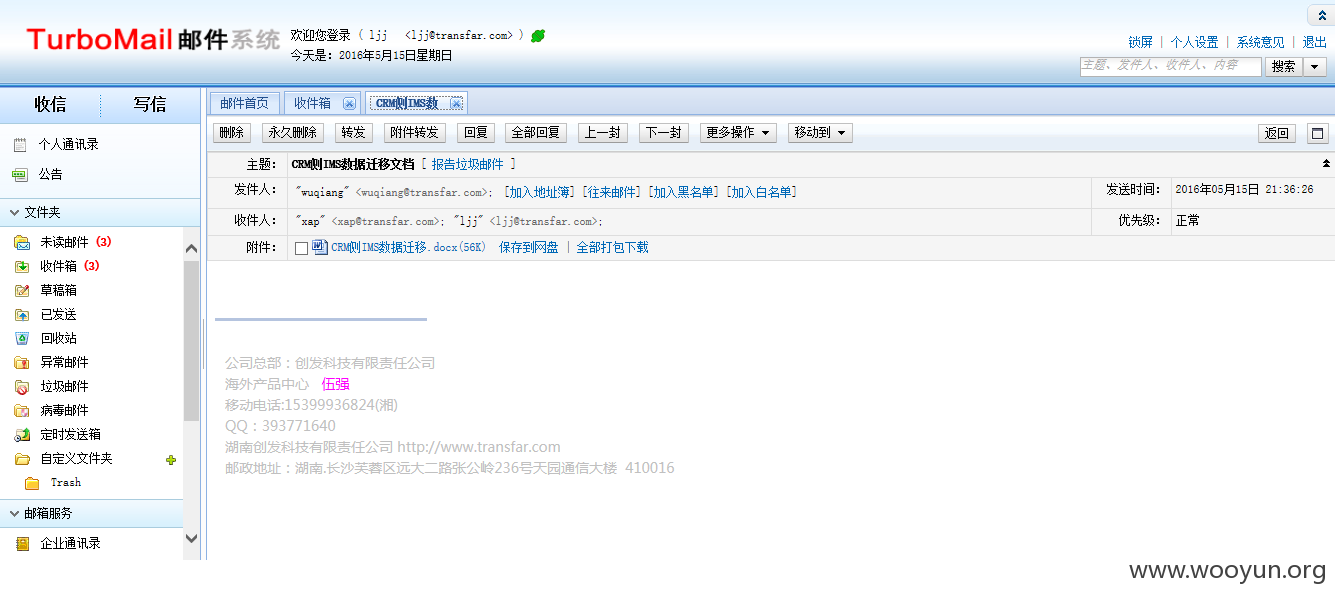 TurboMail 邮件系统
欢迎您登录 ( ljj <ljj@transfar.com> )
今天是：2016年5月15日星期日
锁屏 | 个人设置 | 系统意见 | 退出
主题、发件人、收件人、内容 搜索
收信 写信
邮件首页 收件箱 CRM侧IMS数
删除 永久删除 转发 附件转发 回复 全部回复 上一封 下一封 更多操作 移动到 返回
个人通讯录
公告
文件夹
未读邮件 (3)
收件箱 (3)
草稿箱
已发送
回收站
异常邮件
垃圾邮件
病毒邮件
定时发送箱
自定义文件夹
Trash
邮箱服务
企业通讯录
主题： CRM侧IMS数据迁移文档 [ 报告垃圾邮件 ]
发件人： "wuqiang" <wuqiang@transfar.com>; [加入地址簿] [往来邮件] [加入黑名单] [加入白名单] 发送时间： 2016年05月15日 21:36:26
收件人： "xap" <xap@transfar.com>; "ljj" <ljj@transfar.com>; 优先级： 正常
附件： CRM侧IMS数据迁移.docx(56K) 保存到网盘 | 全部打包下载
公司总部：创发科技有限责任公司
海外产品中心 伍强
移动电话:15399936824(湘)
QQ：393771640
湖南创发科技有限责任公司 http://www.transfar.com
邮政地址：湖南.长沙芙蓉区远大二路张公岭236号天园通信大楼 410016
www.wooyun.org